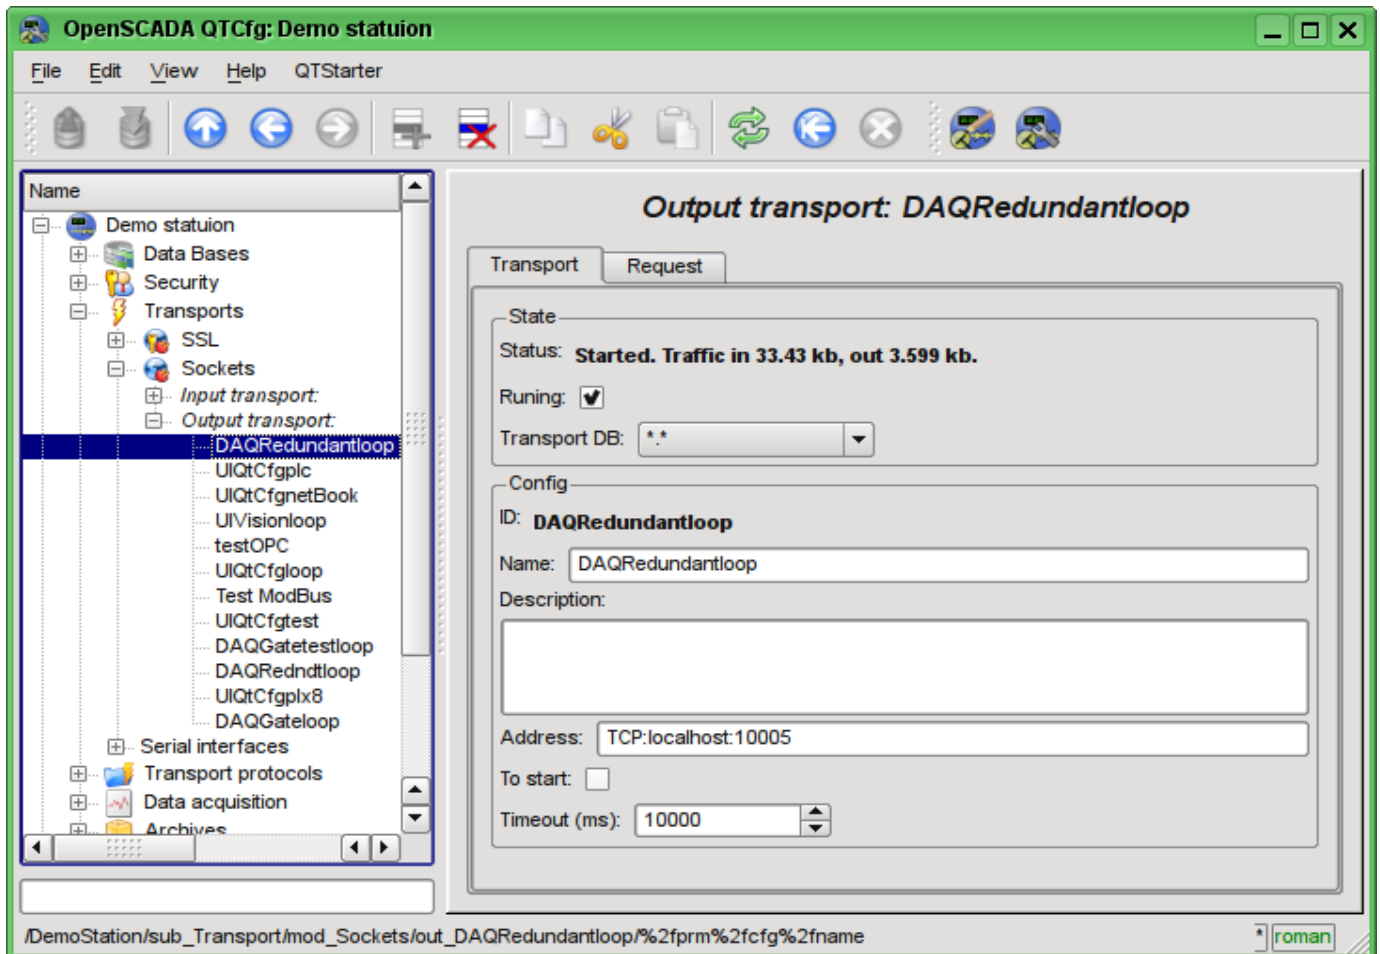 OpenSCADA QTCfg: Demo statuion
File Edit View Help QTStarter
Name
Demo statuion
Data Bases
Security
Transports
SSL
Sockets
Input transport:
Output transport:
DAQRedundantloop
UIQtCfgplc
UIQtCfgnetBook
UIVisionloop
testOPC
UIQtCfgloop
Test ModBus
UIQtCfgtest
DAQGatetestloop
DAQRedndtloop
UIQtCfgplx8
DAQGateloop
Serial interfaces
Transport protocols
Data acquisition
Archives
Output transport: DAQRedundantloop
Transport Request
State
Status: Started. Traffic in 33.43 kb, out 3.599 kb.
Runing:
Transport DB: *.*
Config
ID: DAQRedundantloop
Name: DAQRedundantloop
Description:
Address: TCP:localhost:10005
To start:
Timeout (ms): 10000
/DemoStation/sub_Transport/mod_Sockets/out_DAQRedundantloop/%2fprm%2fcfg%2fname
* roman